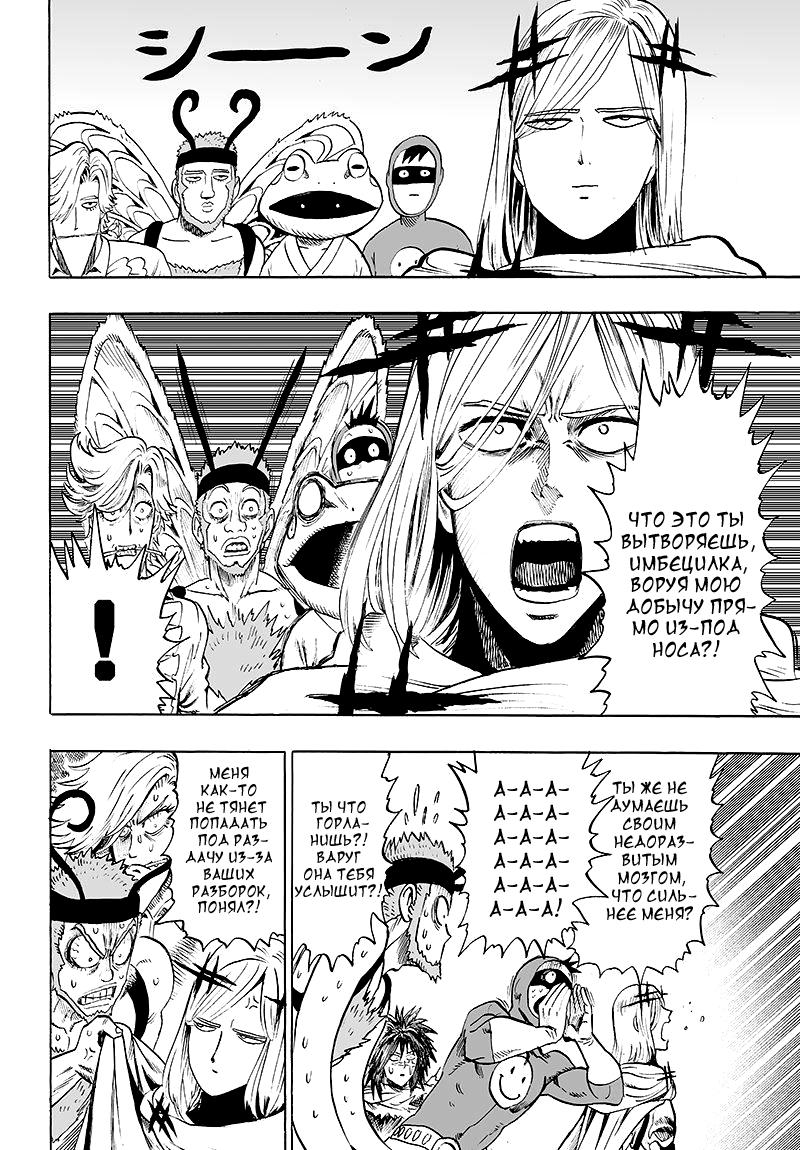 シーン
ЧТО ЭТО ТЫ
ВЫТВОРЯЕШЬ,
ИМБЕЦИЛКА,
ВОРУЯ МОЮ
ДОБЫЧУ ПРЯ-
МО ИЗ-ПОД
НОСА?!
!
ТЫ ЖЕ НЕ
ДУМАЕШЬ
СВОИМ
НЕДОРАЗ-
ВИТЫМ
МОЗГОМ,
ЧТО СИЛЬ-
НЕЕ МЕНЯ?
А-А-А-
А-А-А-
А-А-А-
А-А-А-
А-А-А-
А-А-А!
ТЫ ЧТО
ГОРЛА-
НИШЬ?!
ВДРУГ
ОНА ТЕБЯ
УСЛЫШИТ?!
МЕНЯ
КАК-ТО
НЕ ТЯНЕТ
ПОПАДАТЬ
ПОД РАЗ-
ДАЧУ ИЗ-ЗА
ВАШИХ
РАЗБОРОК,
ПОНЯЛ?!